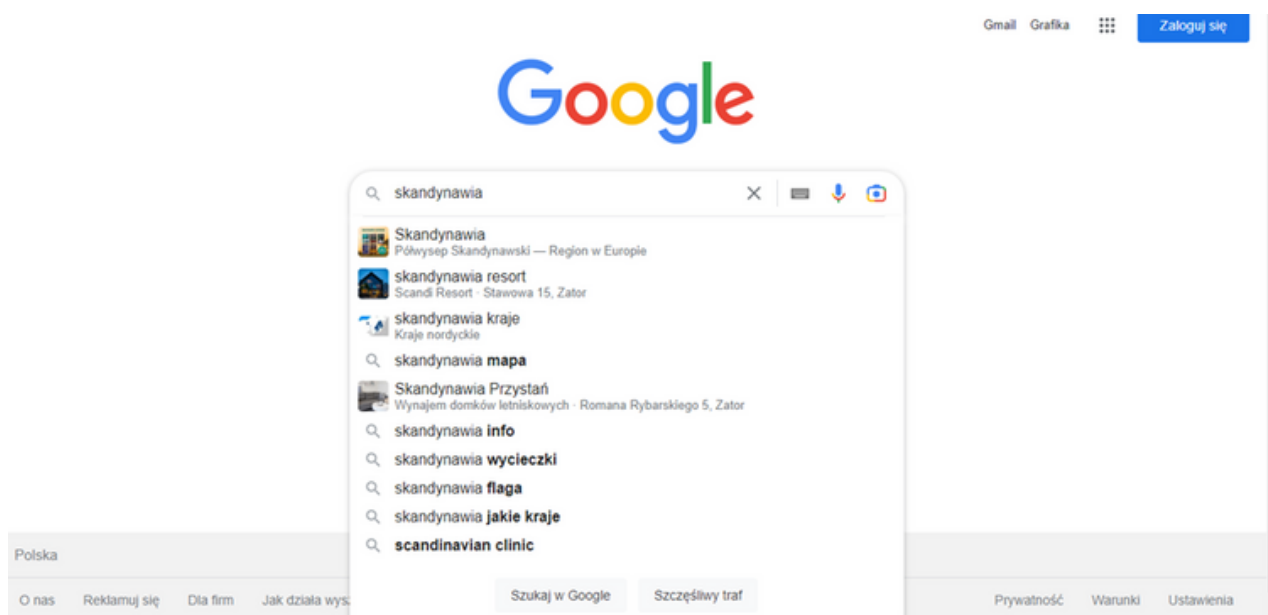 Gmail Grafika Zaloguj się
Google
skandynawia
Skandynawia
Półwysep Skandynawski — Region w Europie
skandynawia resort
Scandi Resort · Stawowa 15, Zator
skandynawia kraje
Kraje nordyckie
skandynawia mapa
Skandynawia Przystań
Wynajem domków letniskowych · Romana Rybarskiego 5, Zator
skandynawia info
skandynawia wycieczki
skandynawia flaga
skandynawia jakie kraje
scandinavian clinic
Szukaj w Google Szczęśliwy traf
Polska
O nas Reklamuj się Dla firm Jak działa wys Prywatność Warunki Ustawienia